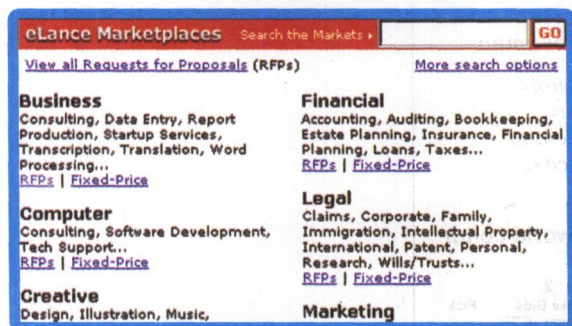 eLance Marketplaces Search the Markets GO
View all Requests for Proposals (RFPs) More search options
Business
Consulting, Data Entry, Report
Production, Startup Services,
Transcription, Translation, Word
Processing...
RFPs | Fixed-Price
Computer
Consulting, Software Development,
Tech Support...
RFPs | Fixed-Price
Creative
Design, Illustration, Music,
Financial
Accounting, Auditing, Bookkeeping,
Estate Planning, Insurance, Financial
Planning, Loans, Taxes...
RFPs | Fixed-Price
Legal
Claims, Corporate, Family,
Immigration, Intellectual Property,
International, Patent, Personal,
Research, Wills/Trusts...
RFPs | Fixed-Price
Marketing